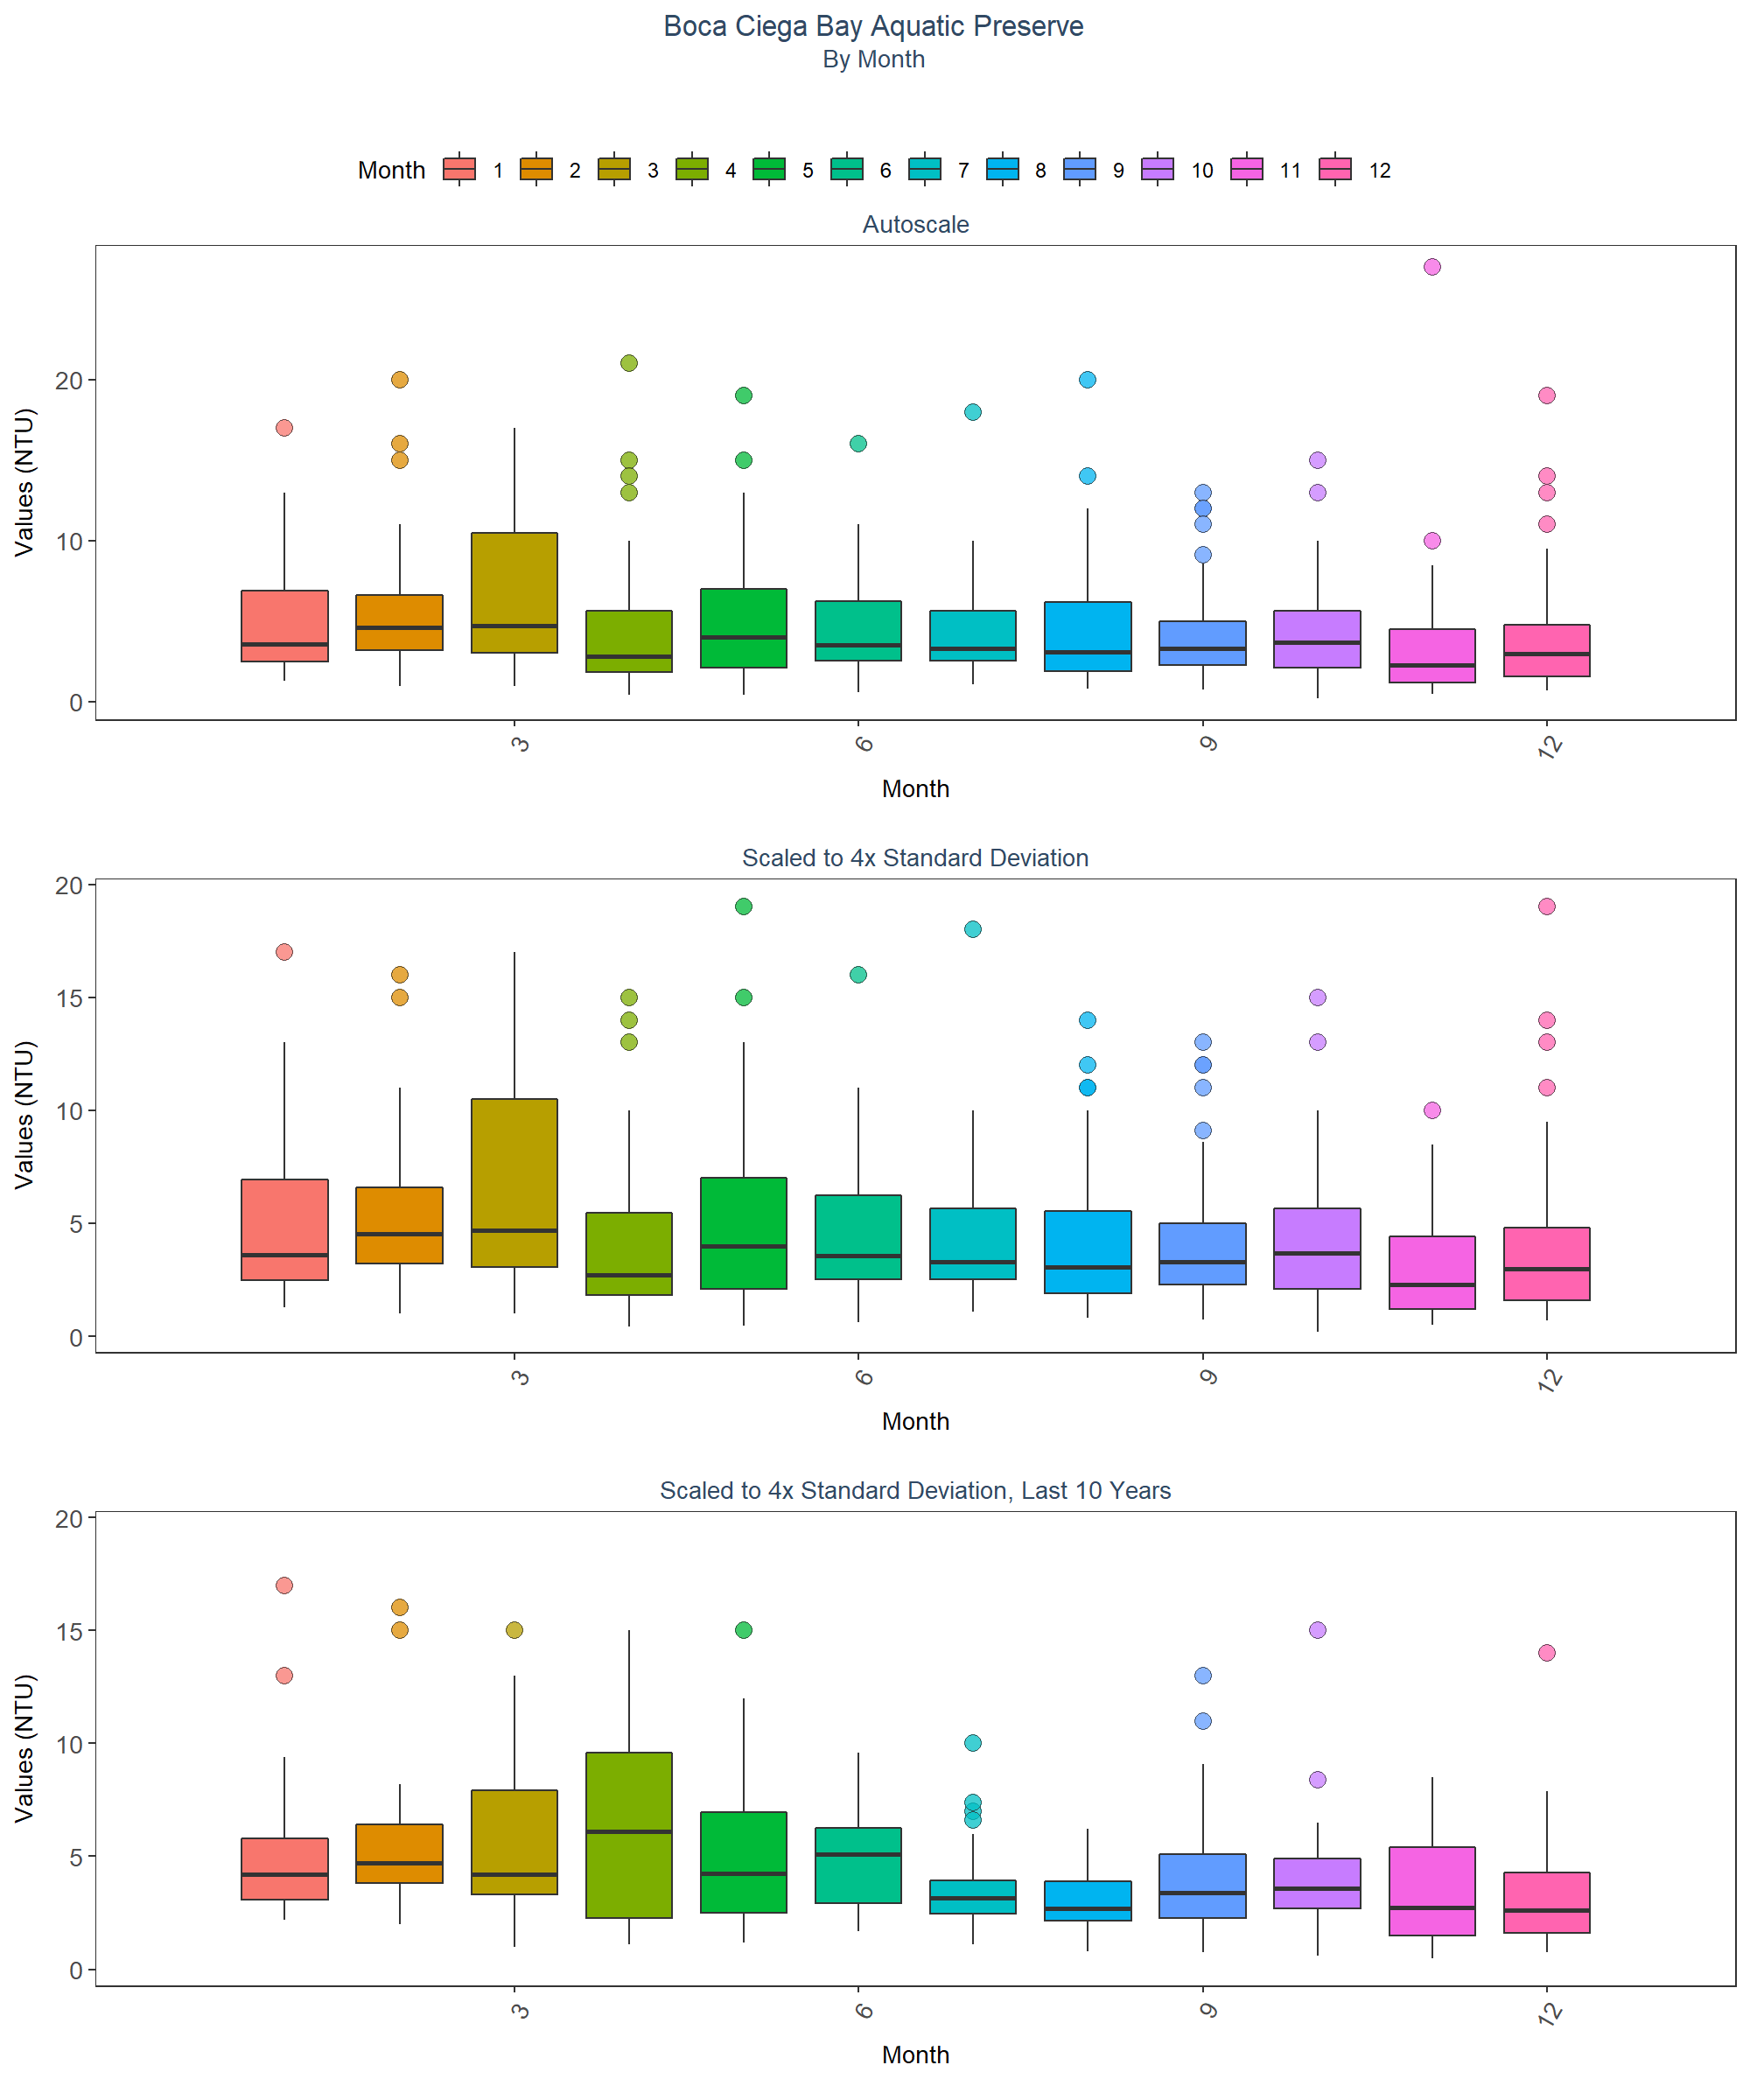 Boca Ciega Bay Aquatic Preserve
By Month
Month 1 2 3 4 5 6 7 8 9 10 11 12
Autoscale
Values (NTU)
20
10
0
3 6 9 12
Month
Scaled to 4x Standard Deviation
Values (NTU)
20
15
10
5
0
3 6 9 12
Month
Scaled to 4x Standard Deviation, Last 10 Years
Values (NTU)
20
15
10
5
0
3 6 9 12
Month